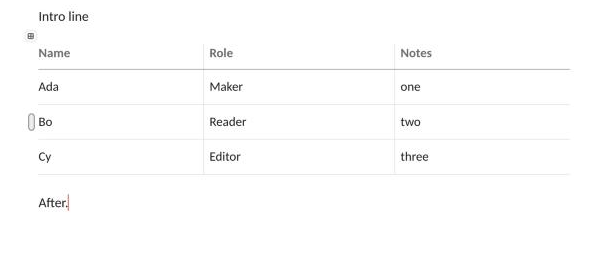 Intro line
Name Role Notes
Ada Maker one
Bo Reader two
Cy Editor three
After.